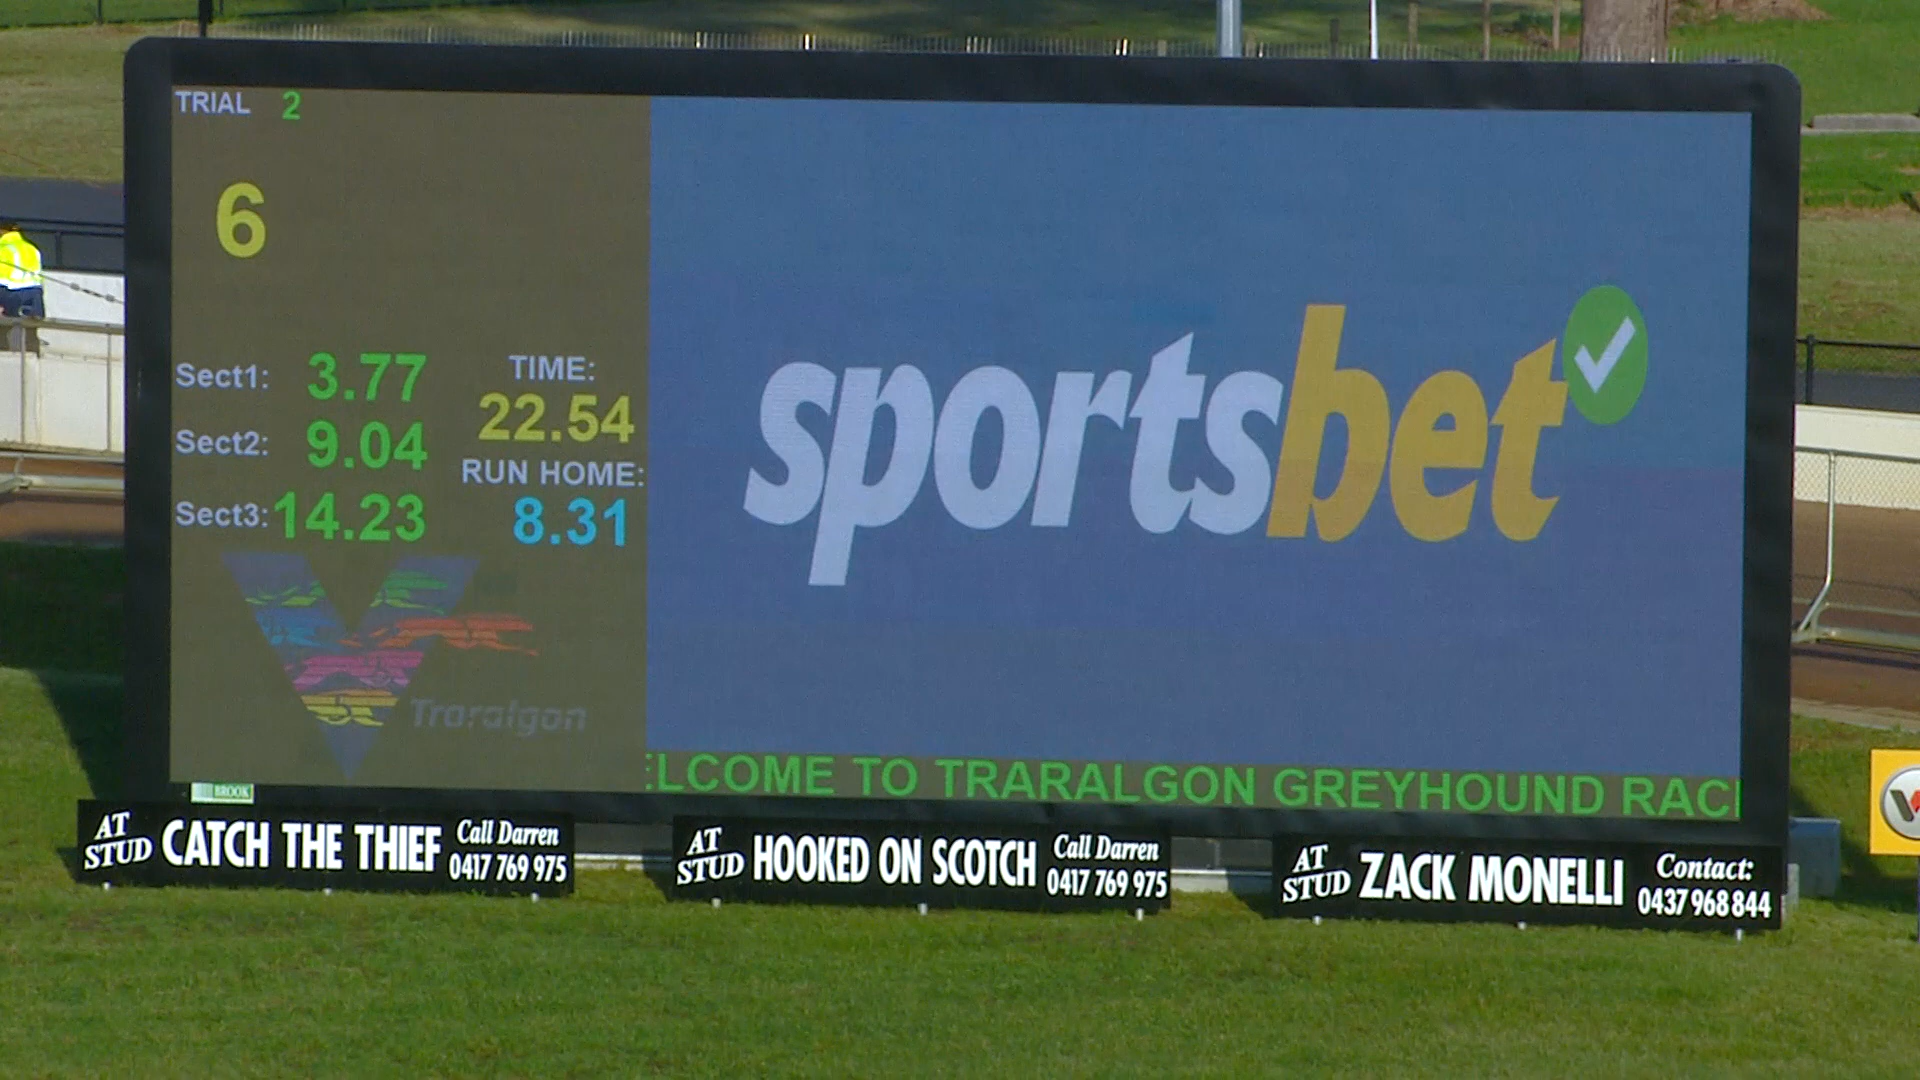 TRIAL 2
6
Sect1: 3.77
Sect2: 9.04
Sect3: 14.23
TIME:
22.54
RUN HOME:
8.31
Traralgon
sportsbet
ELCOME TO TRARALGON GREYHOUND RAC
BROOK
AT STUD CATCH THE THIEF Call Darren 0417 769 975
AT STUD HOOKED ON SCOTCH Call Darren 0417 769 975
AT STUD ZACK MONELLI Contact: 0437 968 844